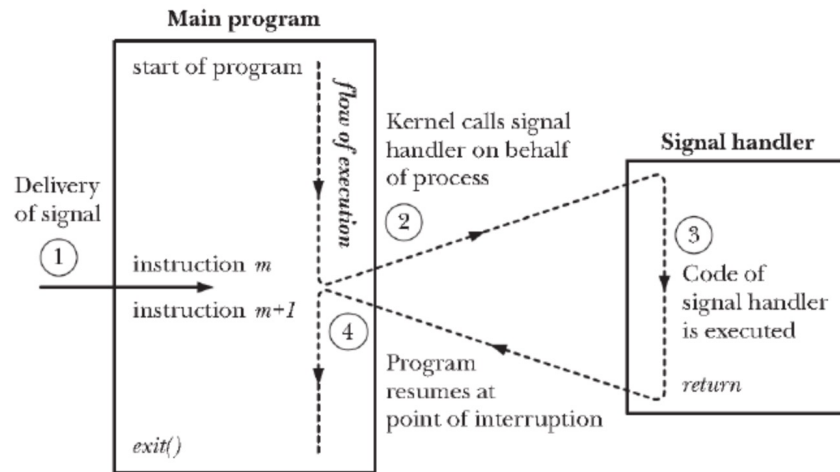 Main program
start of program
flow of execution
Kernel calls signal
handler on behalf
of process
Signal handler
Delivery
of signal
1
2
3
instruction m
instruction m+1
Code of
signal handler
is executed
4
Program
resumes at
point of interruption
return
exit()